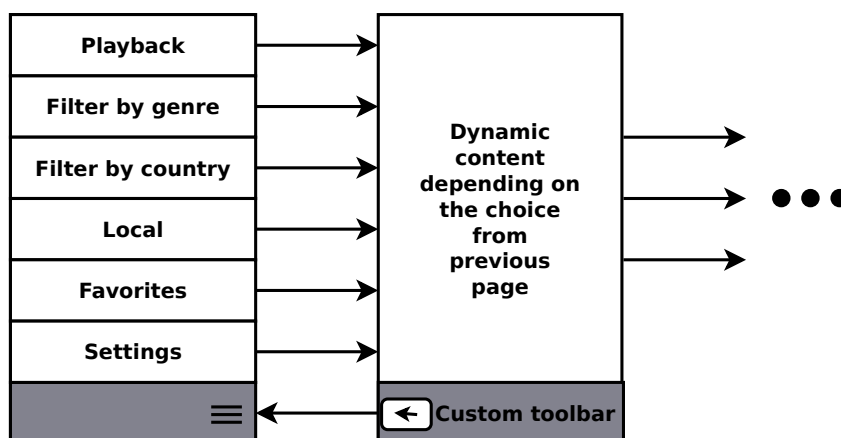 Playback
Filter by genre
Filter by country
Local
Favorites
Settings
Dynamic
content
depending on
the choice
from
previous
page
Custom toolbar